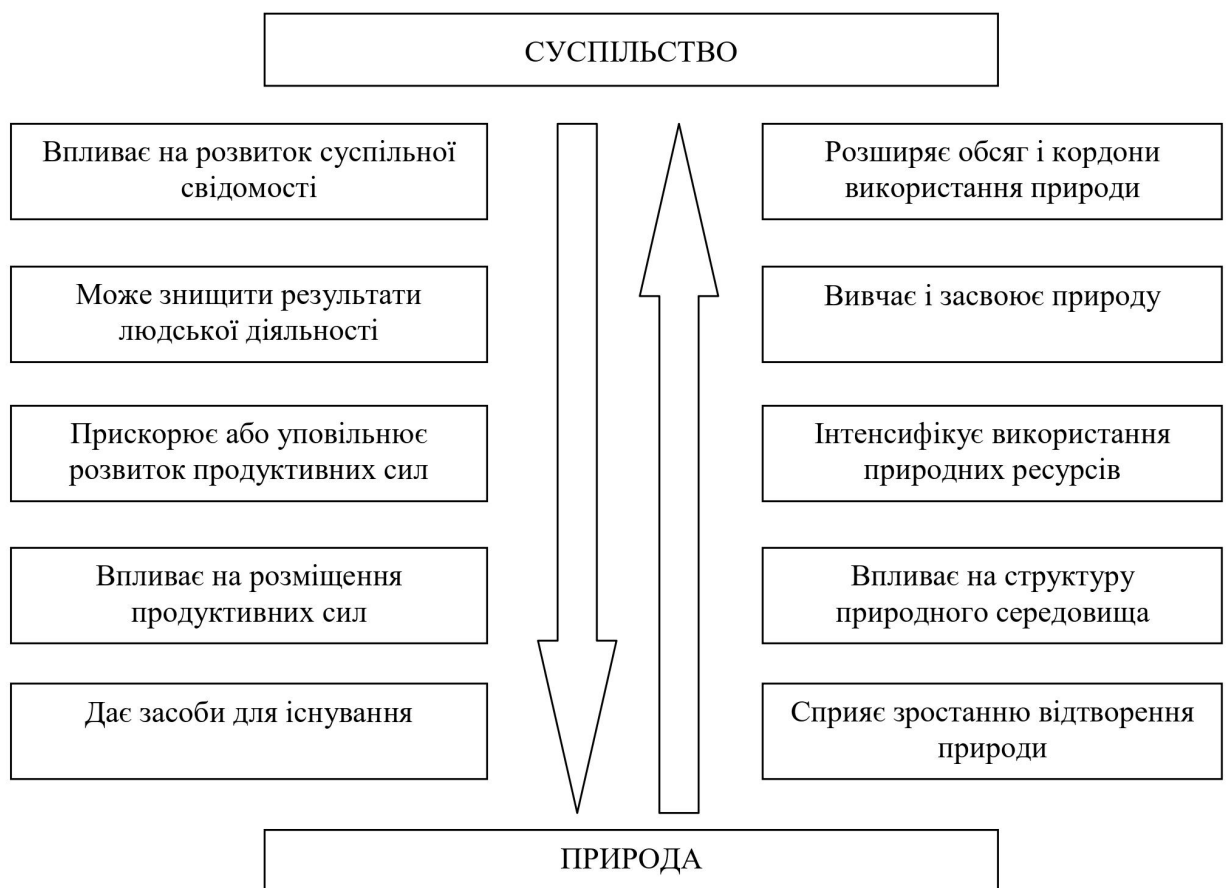 СУСПІЛЬСТВО
Впливає на розвиток суспільної
свідомості
Розширяє обсяг і кордони
використання природи
Може знищити результати
людської діяльності
Вивчає і засвоює природу
Прискорює або уповільнює
розвиток продуктивних сил
Інтенсифікує використання
природних ресурсів
Впливає на розміщення
продуктивних сил
Впливає на структуру
природного середовища
Дає засоби для існування
Сприяє зростанню відтворення
природи
ПРИРОДА